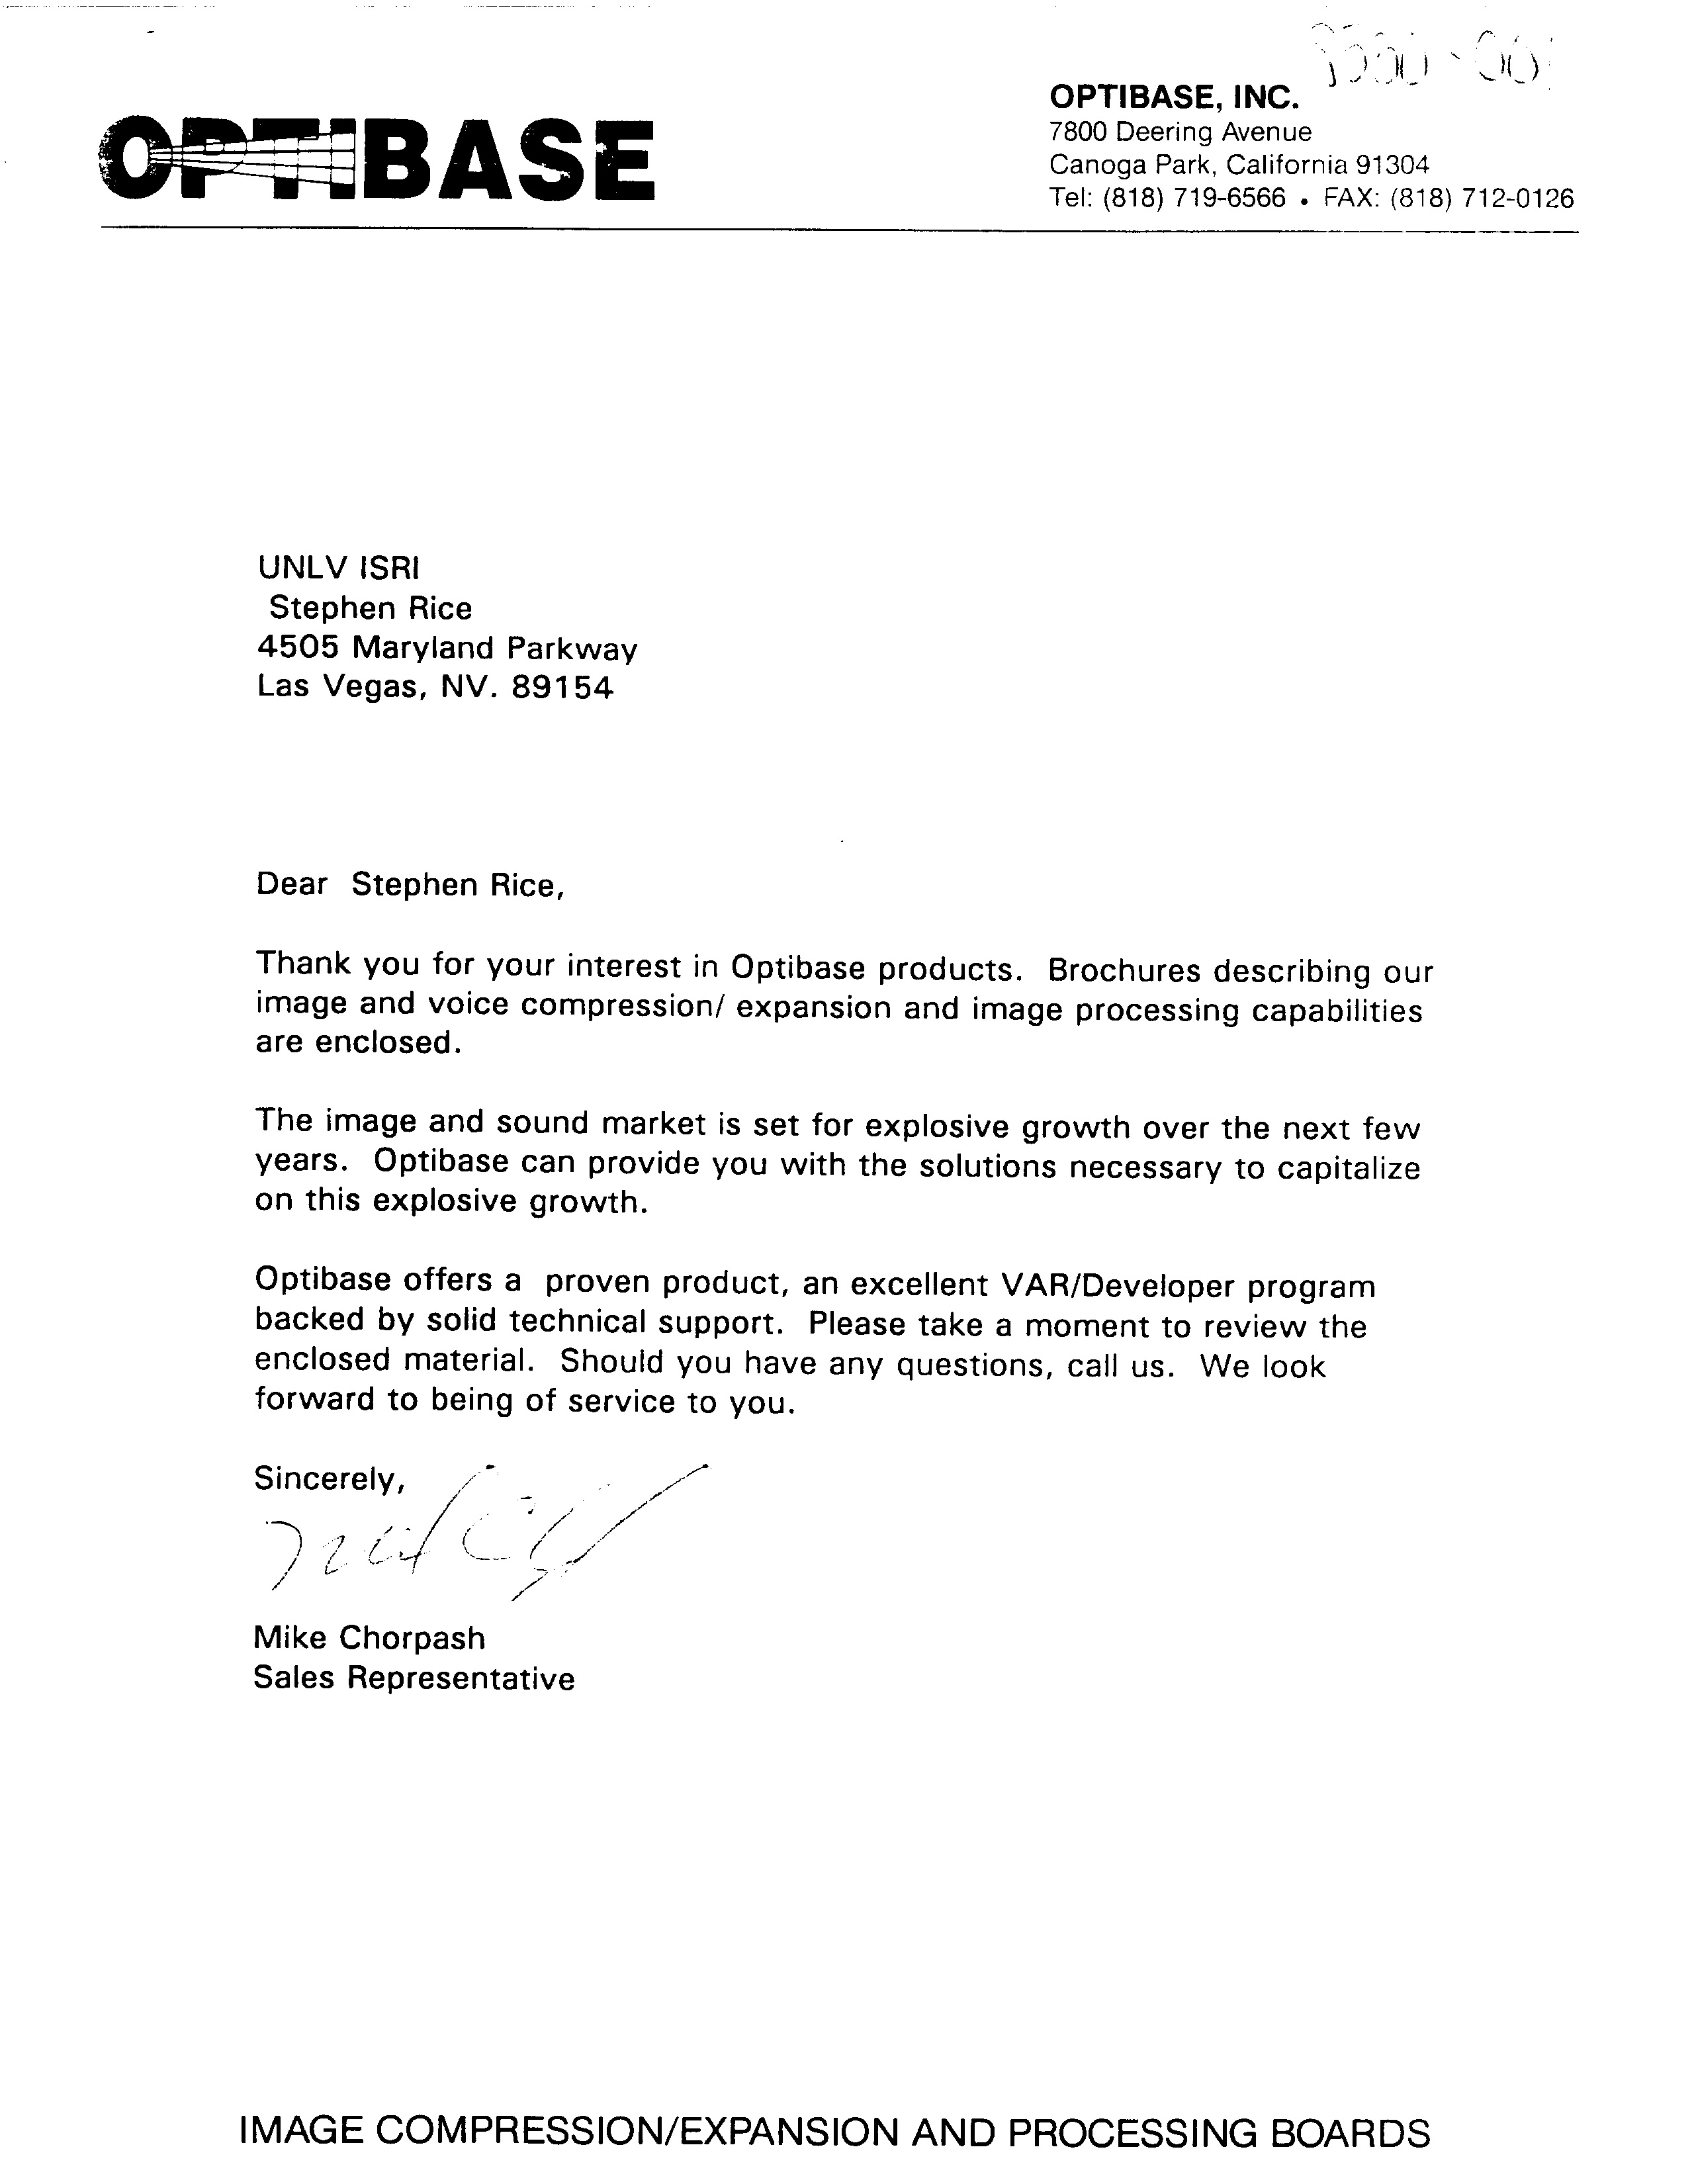 OPTIBASE
OPTIBASE, INC.
7800 Deering Avenue
Canoga Park, California 91304
Tel: (818) 719-6566 • FAX: (818) 712-0126
UNLV ISRI
Stephen Rice
4505 Maryland Parkway
Las Vegas, NV. 89154
Dear Stephen Rice,
Thank you for your interest in Optibase products. Brochures describing our
image and voice compression/ expansion and image processing capabilities
are enclosed.
The image and sound market is set for explosive growth over the next few
years. Optibase can provide you with the solutions necessary to capitalize
on this explosive growth.
Optibase offers a proven product, an excellent VAR/Developer program
backed by solid technical support. Please take a moment to review the
enclosed material. Should you have any questions, call us. We look
forward to being of service to you.
Sincerely,
Mike Chorpash
Sales Representative
IMAGE COMPRESSION/EXPANSION AND PROCESSING BOARDS